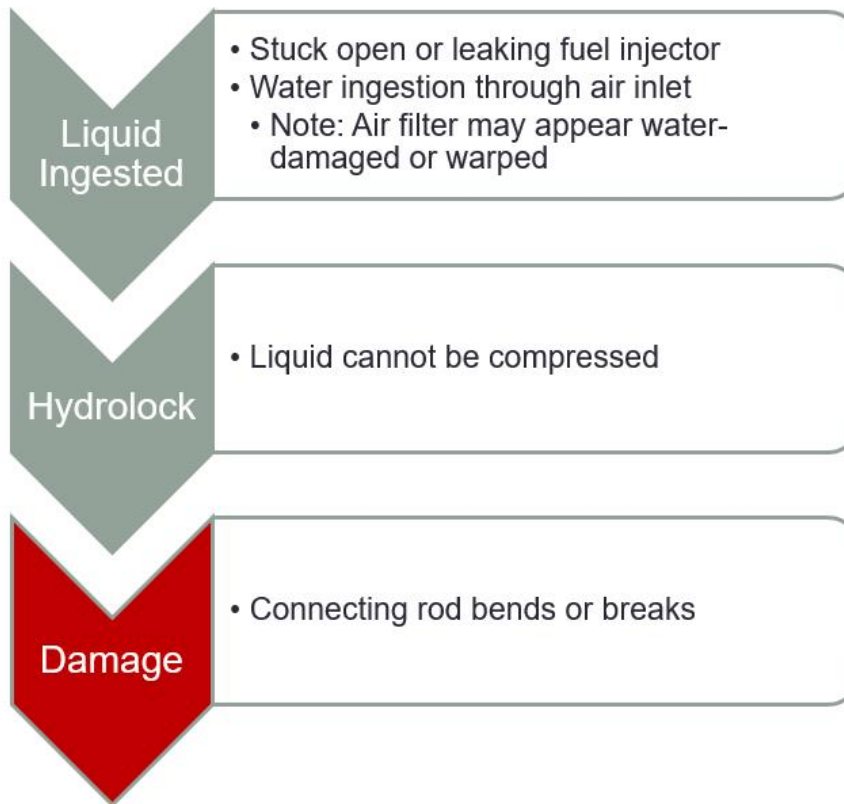 Liquid
Ingested
• Stuck open or leaking fuel injector
• Water ingestion through air inlet
• Note: Air filter may appear water-
damaged or warped
Hydrolock
• Liquid cannot be compressed
Damage
• Connecting rod bends or breaks